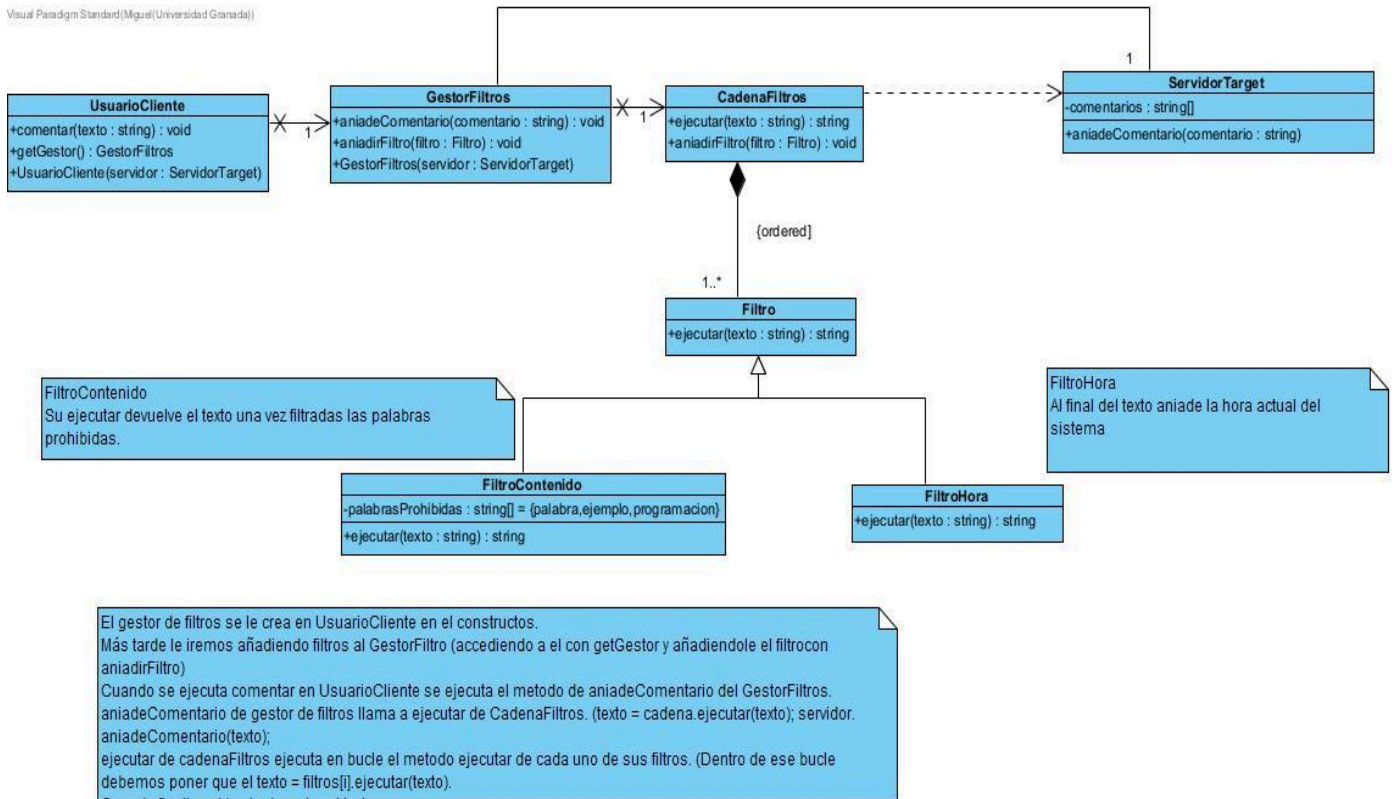 Visual Paradigm Standard(Miguel(Universidad Granada))
1
UsuarioCliente
+comentar(texto : string) : void
+getGestor() : GestorFiltros
+UsuarioCliente(servidor : ServidorTarget)
1
GestorFiltros
+aniadeComentario(comentario : string) : void
+aniadirFiltro(filtro : Filtro) : void
+GestorFiltros(servidor : ServidorTarget)
1
CadenaFiltros
+ejecutar(texto : string) : string
+aniadirFiltro(filtro : Filtro) : void
ServidorTarget
-comentarios : string[]
+aniadeComentario(comentario : string)
{ordered]
1..*
Filtro
+ejecutar(texto : string) : string
FiltroContenido
Su ejecutar devuelve el texto una vez filtradas las palabras
prohibidas.
FiltroHora
Al final del texto aniade la hora actual del
sistema
FiltroContenido
-palabrasProhibidas : string[] = {palabra,ejemplo,programacion}
+ejecutar(texto : string) : string
FiltroHora
+ejecutar(texto : string) : string
El gestor de filtros se le crea en UsuarioCliente en el constructos.
Más tarde le iremos añadiendo filtros al GestorFiltro (accediendo a el con getGestor y añadiendole el filtrocon
aniadirFiltro)
Cuando se ejecuta comentar en UsuarioCliente se ejecuta el metodo de aniadeComentario del GestorFiltros.
aniadeComentario de gestor de filtros llama a ejecutar de CadenaFiltros. (texto = cadena.ejecutar(texto); servidor.
aniadeComentario(texto);
ejecutar de cadenaFiltros ejecuta en bucle el metodo ejecutar de cada uno de sus filtros. (Dentro de ese bucle
debemos poner que el texto = filtros[i].ejecutar(texto).